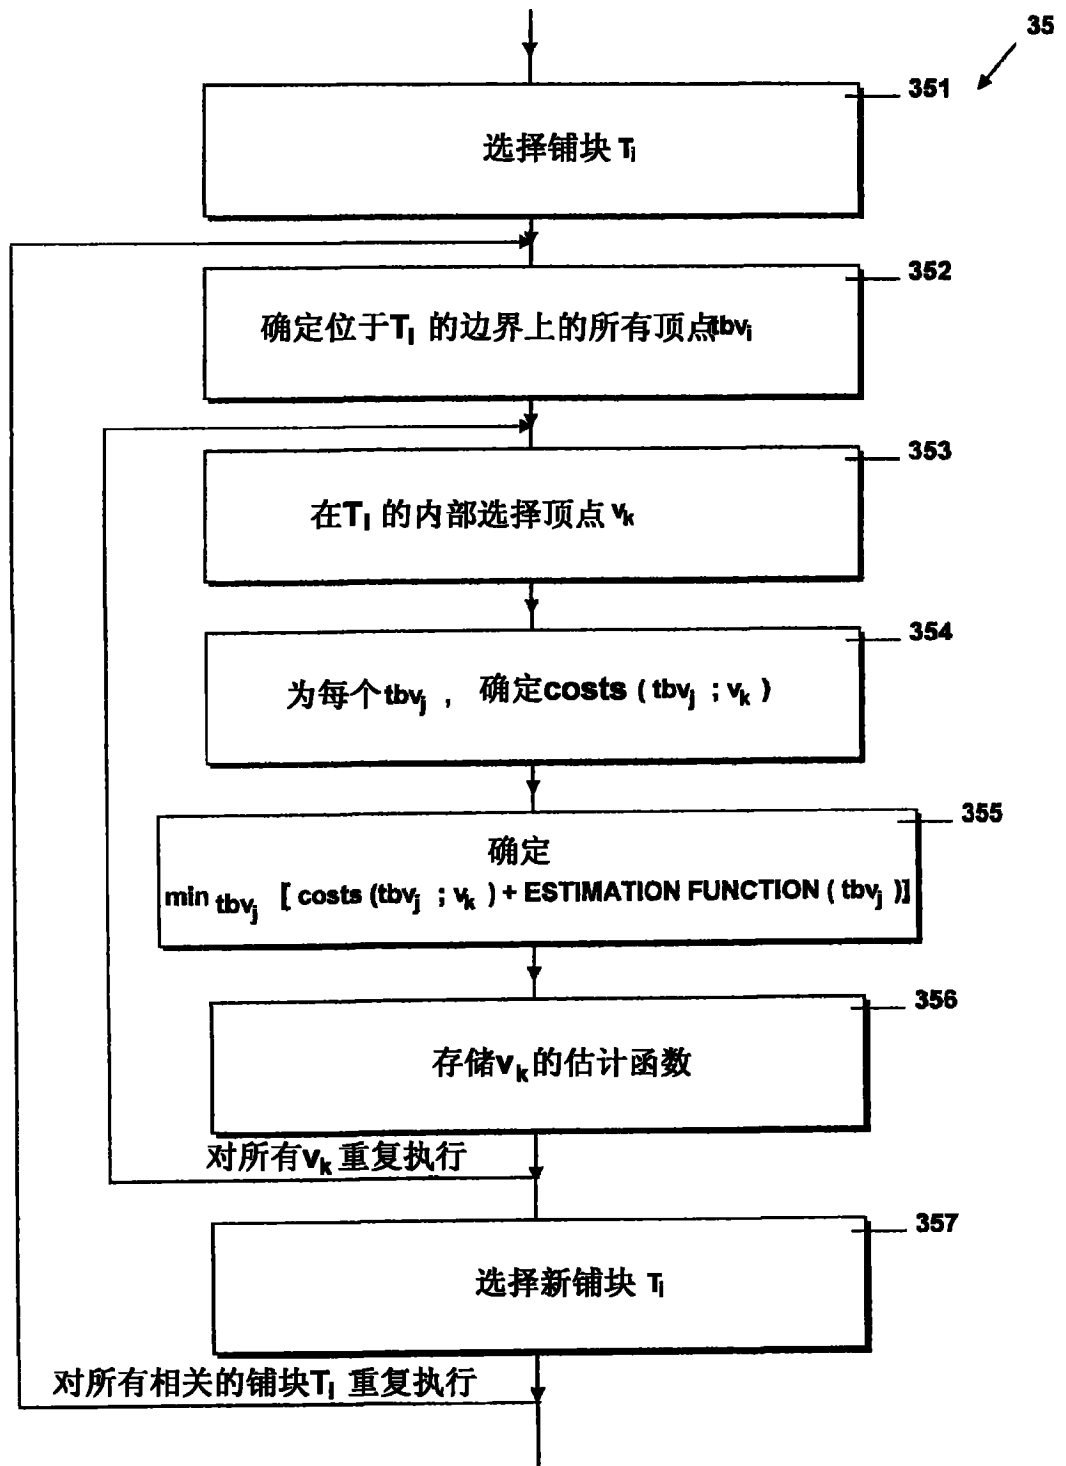 35
351
选择铺块 Ti
352
确定位于Ti 的边界上的所有顶点tbvi
353
在Ti 的内部选择顶点 vk
354
为每个tbvj , 确定costs ( tbvj ; vk )
355
确定
min tbvj [ costs (tbvj ; vk ) + ESTIMATION FUNCTION ( tbvj )]
356
存储vk的估计函数
对所有vk 重复执行
357
选择新铺块 Ti
对所有相关的铺块Ti 重复执行